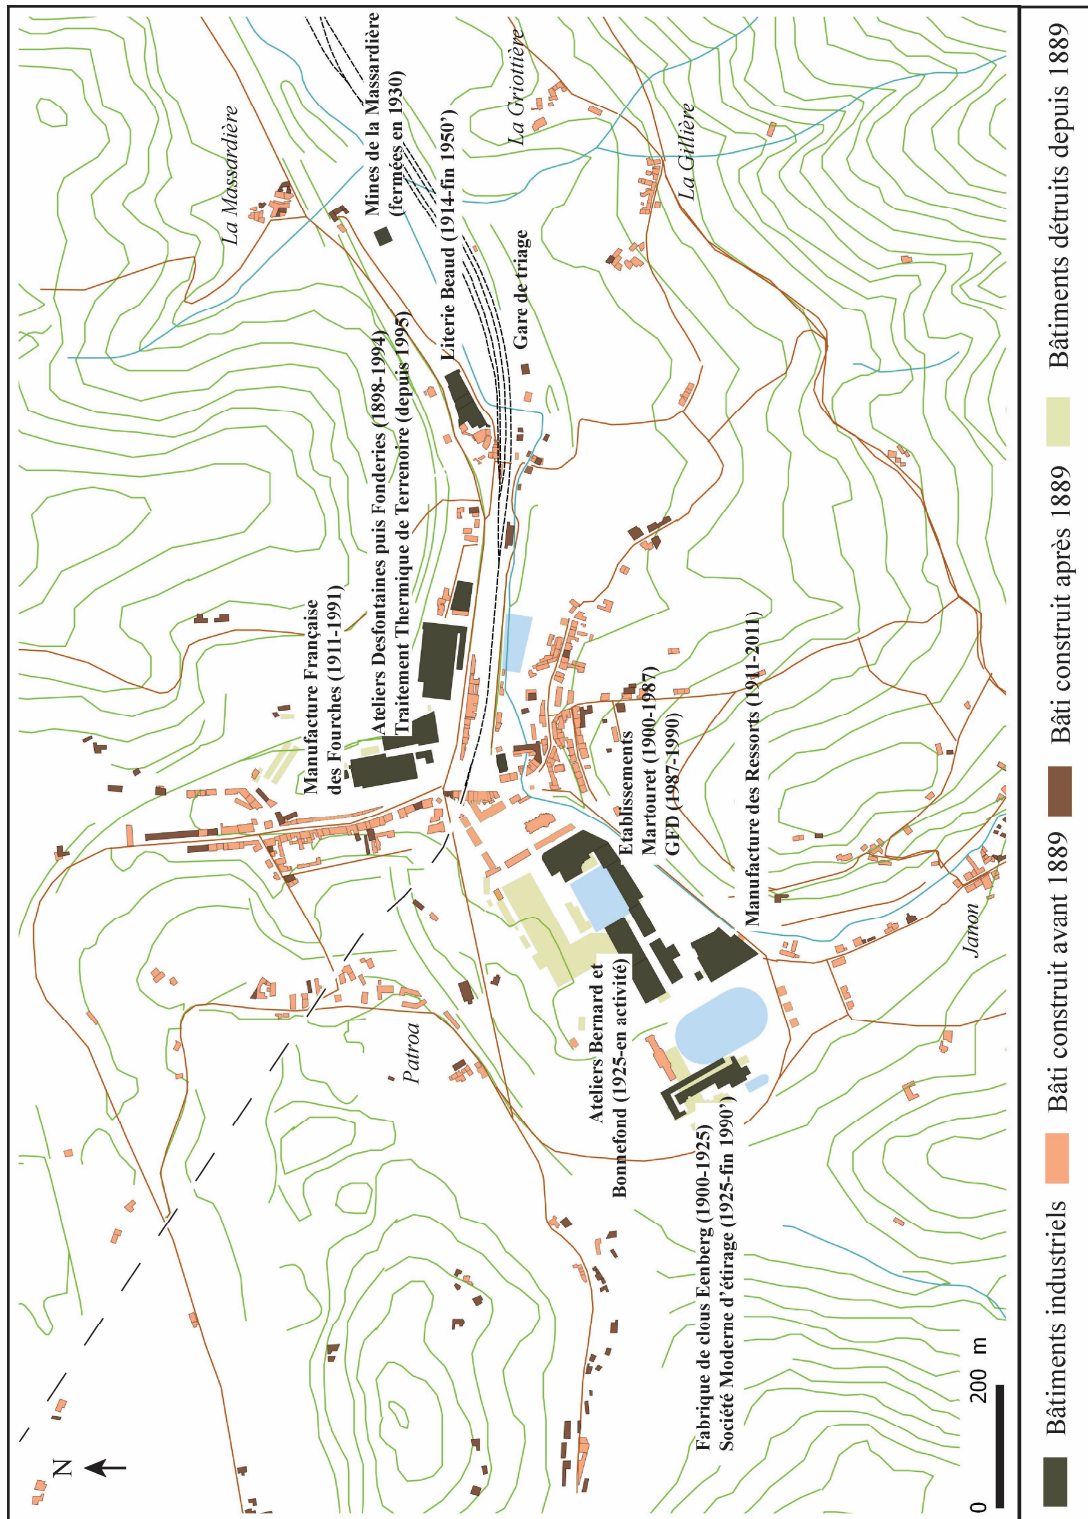 N
La Massardière
Mines de la Massardière
(fermées en 1930)
La Griottière
La Gillière
Literie Beaud (1914-fin 1950’)
Gare de triage
Ateliers Desfontaines puis Fonderies (1898-1994)
Traitement Thermique de Terrenoire (depuis 1995)
Manufacture Française
des Fourches (1911-1991)
Etablissements
Martouret (1900-1987)
GFD (1987-1990)
Manufacture des Ressorts (1911-2011)
Patroa
Ateliers Bernard et
Bonnefond (1925-en activité)
Janon
Fabrique de clous Eenberg (1900-1925)
Société Moderne d’étirage (1925-fin 1990’)
0 200 m
Bâtiments industriels
Bâti construit avant 1889
Bâti construit après 1889
Bâtiments détruits depuis 1889